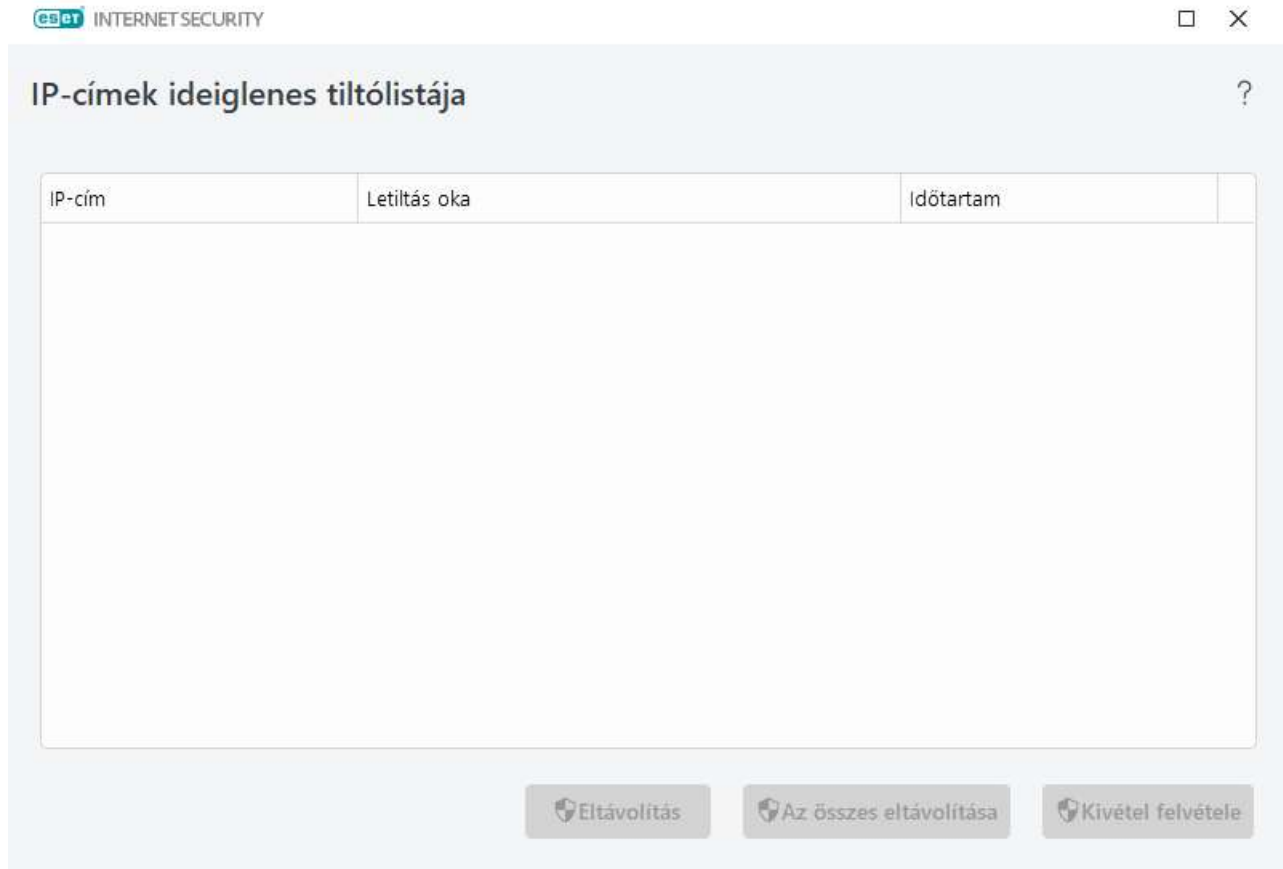 eset INTERNET SECURITY
IP-címek ideiglenes tiltólistája
?
IP-cím Letiltás oka Időtartam
Eltávolítás Az összes eltávolítása Kivétel felvétele